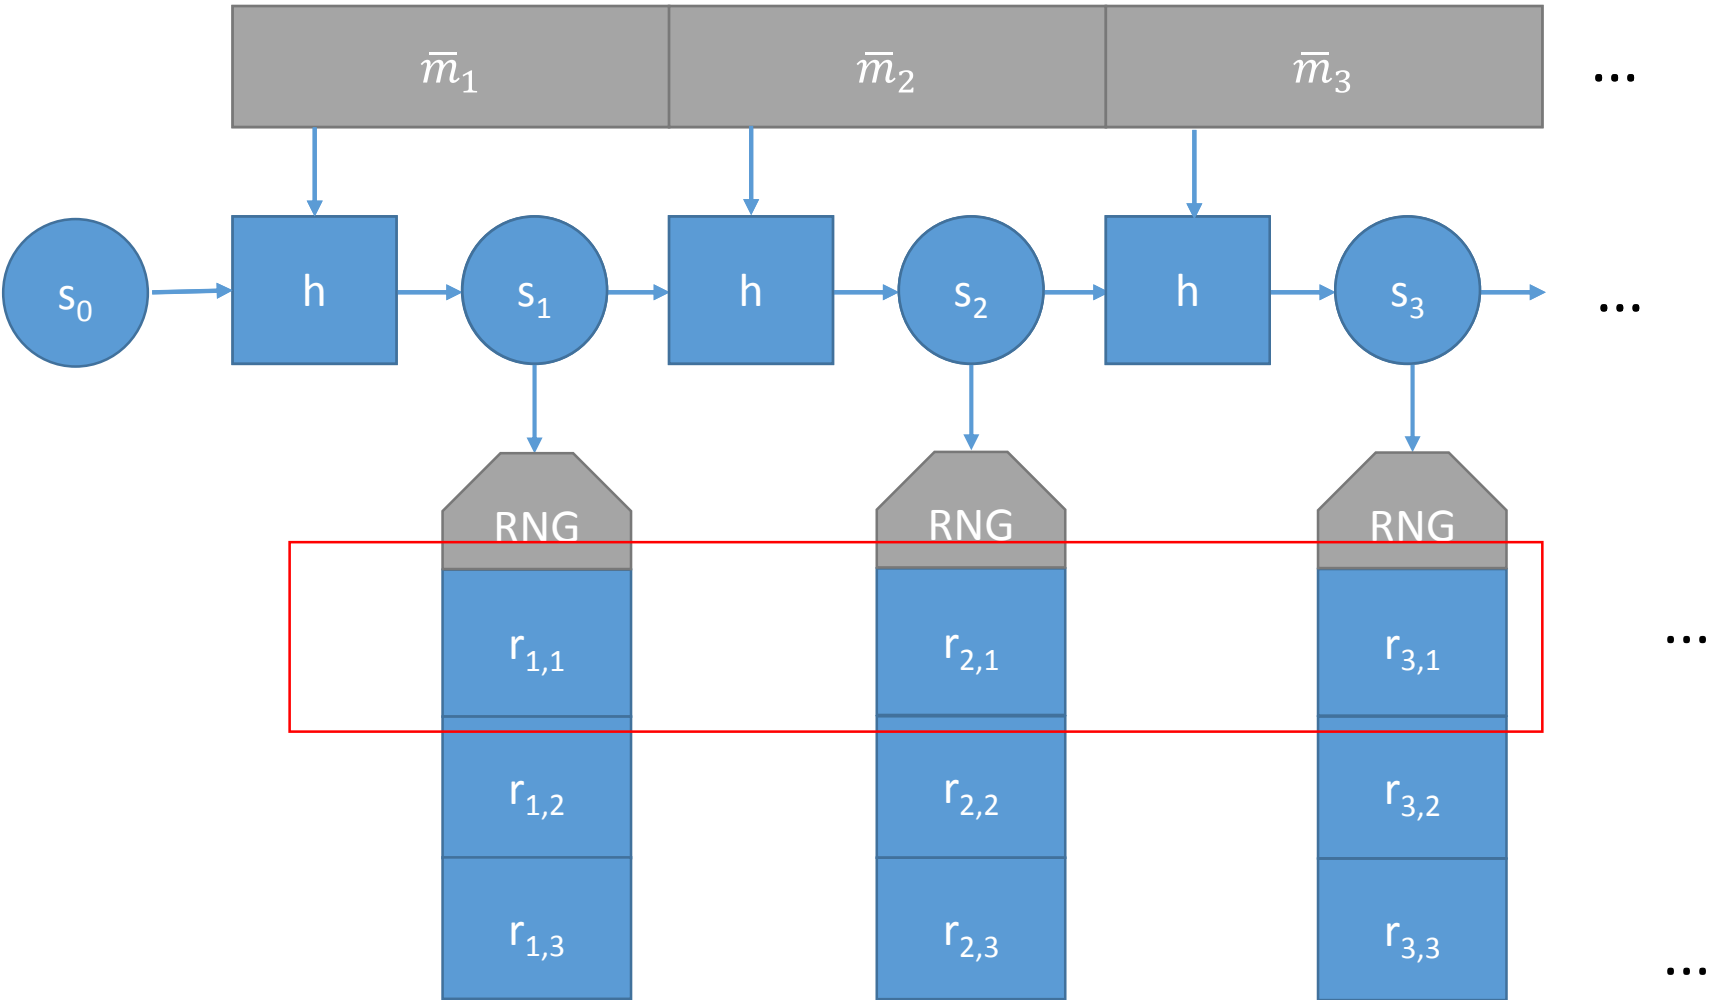 m̅₁ m̅₂ m̅₃ ...
s₀ h s₁ h s₂ h s₃ ...
RNG RNG RNG
r₁,₁ r₂,₁ r₃,₁ ...
r₁,₂ r₂,₂ r₃,₂
r₁,₃ r₂,₃ r₃,₃ ...